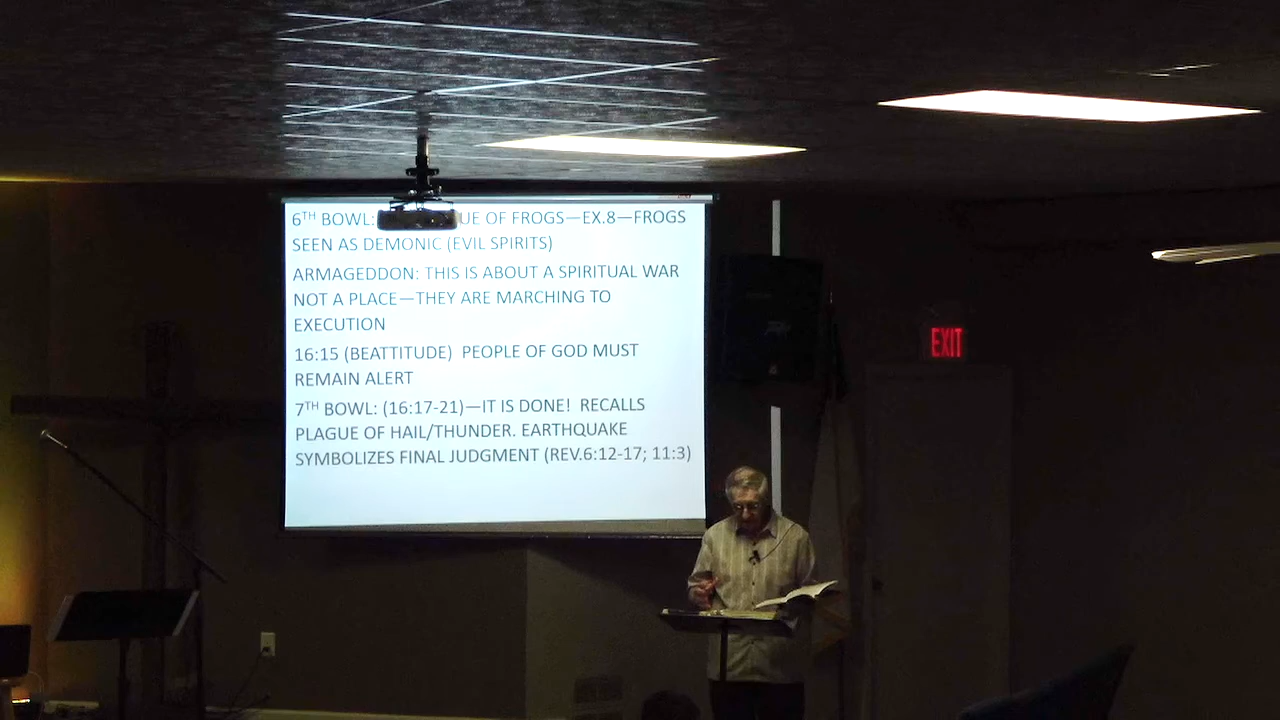 6TH BOWL: UE OF FROGS—EX.8—FROGS
SEEN AS DEMONIC (EVIL SPIRITS)
ARMAGEDDON: THIS IS ABOUT A SPIRITUAL WAR
NOT A PLACE—THEY ARE MARCHING TO
EXECUTION
16:15 (BEATTITUDE) PEOPLE OF GOD MUST
REMAIN ALERT
7TH BOWL: (16:17-21)—IT IS DONE! RECALLS
PLAGUE OF HAIL/THUNDER. EARTHQUAKE
SYMBOLIZES FINAL JUDGMENT (REV.6:12-17; 11:3)
EXIT